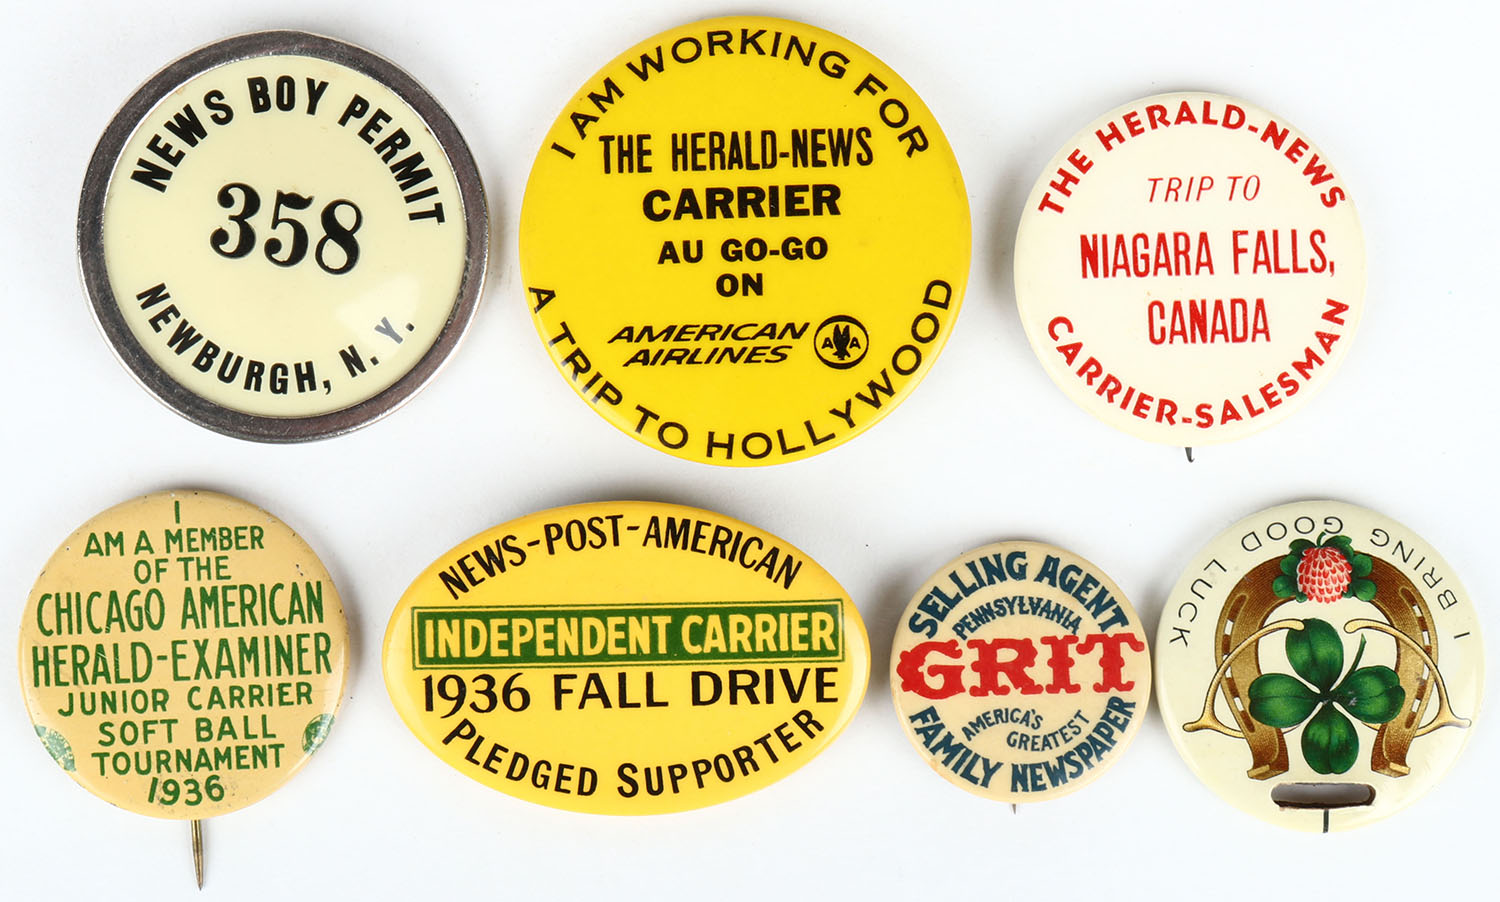 NEWS BOY PERMIT
358
NEWBURGH, N. Y.
I AM WORKING FOR
THE HERALD-NEWS
CARRIER
AU GO-GO
ON
AMERICAN
AIRLINES
A A
A TRIP TO HOLLYWOOD
THE HERALD-NEWS
TRIP TO
NIAGARA FALLS,
CANADA
CARRIER-SALESMAN
I
AM A MEMBER
OF THE
CHICAGO AMERICAN
HERALD-EXAMINER
JUNIOR CARRIER
SOFT BALL
TOURNAMENT
1936
NEWS-POST-AMERICAN
INDEPENDENT CARRIER
1936 FALL DRIVE
PLEDGED SUPPORTER
SELLING AGENT
PENNSYLVANIA
GRIT
AMERICA'S
GREATEST
FAMILY NEWSPAPER
I BRING GOOD LUCK